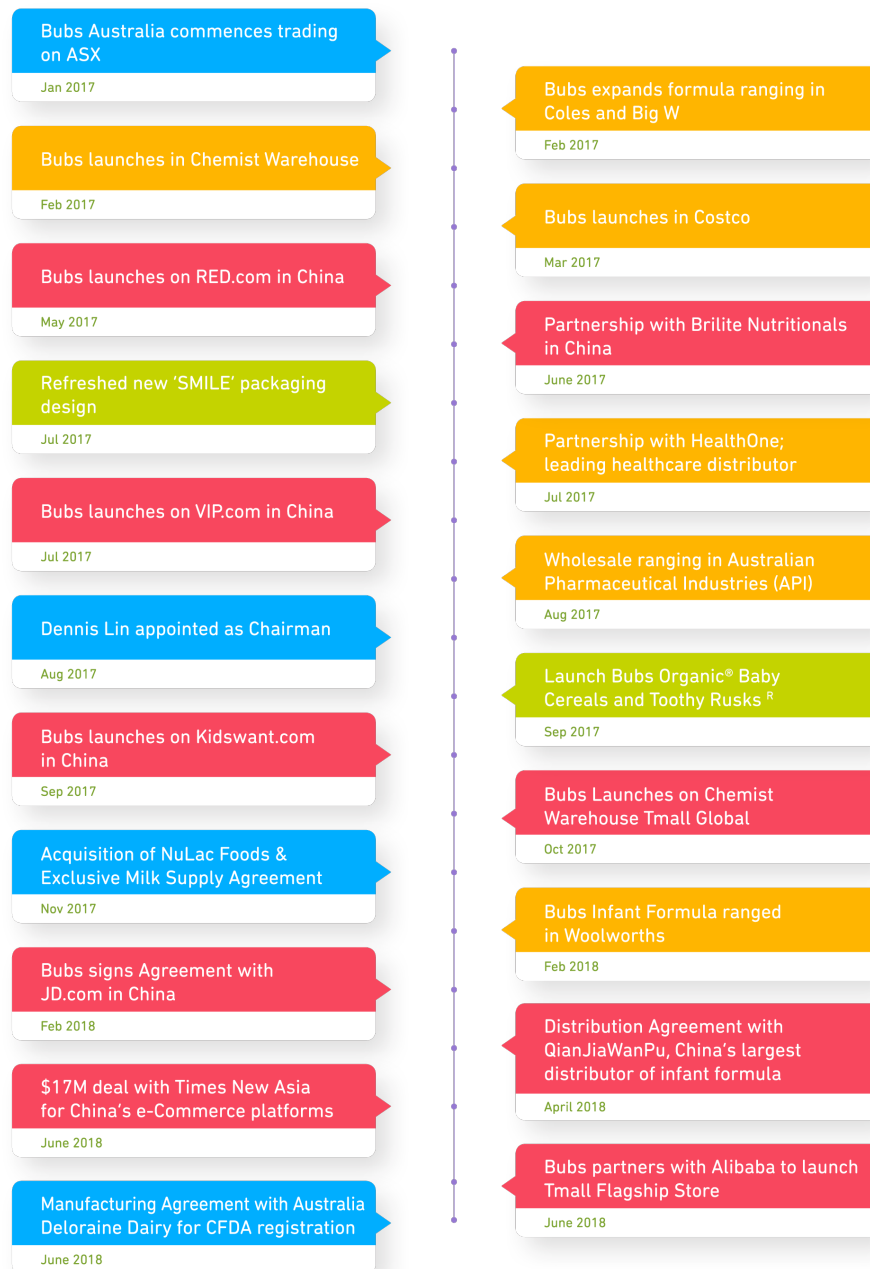 Bubs Australia commences trading
on ASX
Jan 2017
Bubs expands formula ranging in
Coles and Big W
Feb 2017
Bubs launches in Chemist Warehouse
Feb 2017
Bubs launches in Costco
Mar 2017
Bubs launches on RED.com in China
May 2017
Partnership with Brilite Nutritionals
in China
June 2017
Refreshed new ‘SMILE’ packaging
design
Jul 2017
Partnership with HealthOne;
leading healthcare distributor
Jul 2017
Bubs launches on VIP.com in China
Jul 2017
Wholesale ranging in Australian
Pharmaceutical Industries (API)
Aug 2017
Dennis Lin appointed as Chairman
Aug 2017
Launch Bubs Organic® Baby
Cereals and Toothy Rusks R
Sep 2017
Bubs launches on Kidswant.com
in China
Sep 2017
Bubs Launches on Chemist
Warehouse Tmall Global
Oct 2017
Acquisition of NuLac Foods &
Exclusive Milk Supply Agreement
Nov 2017
Bubs Infant Formula ranged
in Woolworths
Feb 2018
Bubs signs Agreement with
JD.com in China
Feb 2018
Distribution Agreement with
QianJiaWanPu, China’s largest
distributor of infant formula
April 2018
$17M deal with Times New Asia
for China’s e-Commerce platforms
June 2018
Bubs partners with Alibaba to launch
Tmall Flagship Store
June 2018
Manufacturing Agreement with Australia
Deloraine Dairy for CFDA registration
June 2018